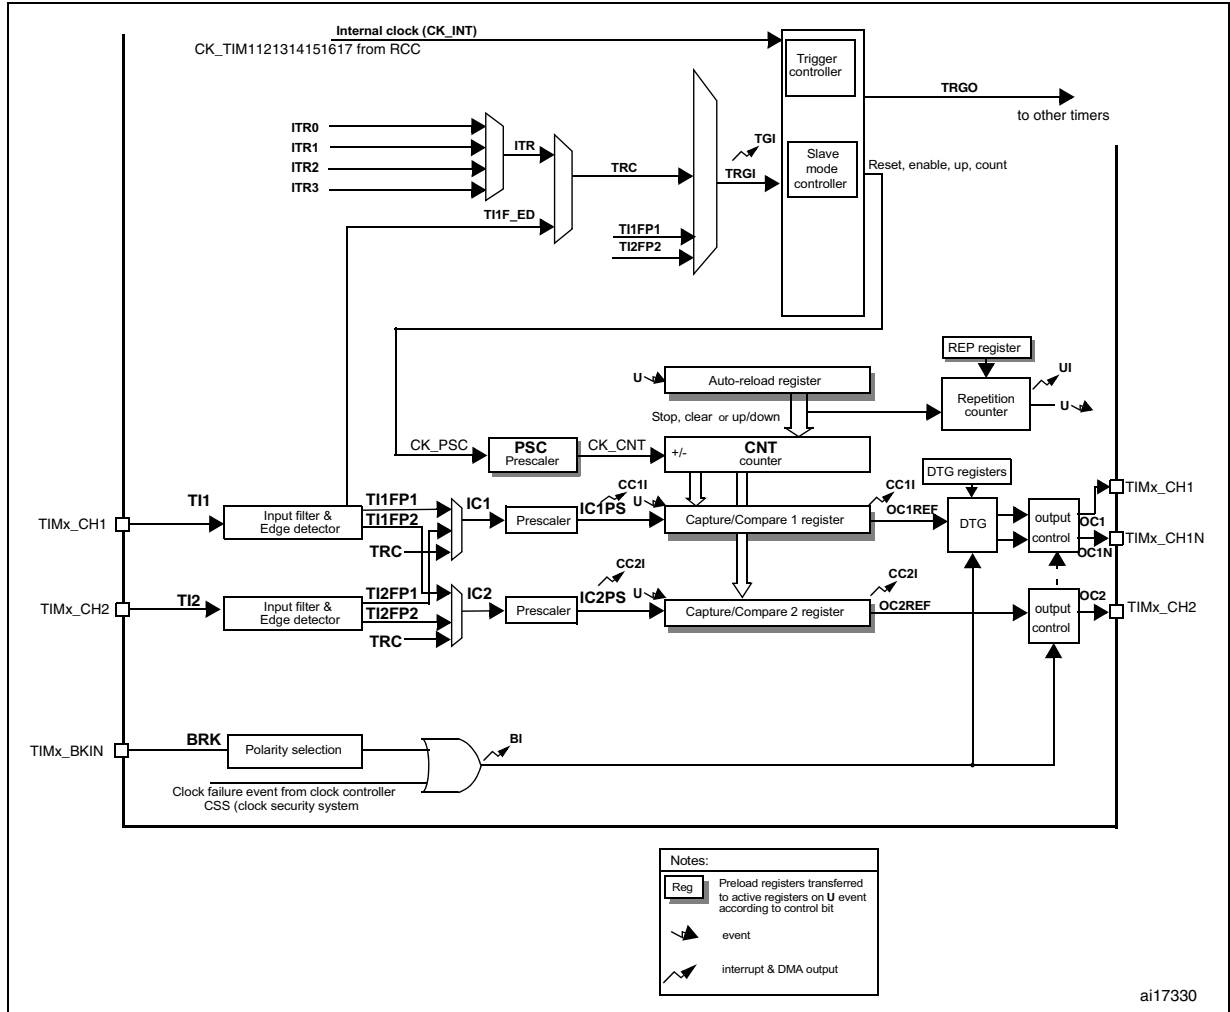 Internal clock (CK_INT)
CK_TIM1121314151617 from RCC
Trigger
controller
TRGO
to other timers
ITR0
ITR1
ITR2
ITR3
ITR
TRC
TGI
TRGI
Slave
mode
controller
Reset, enable, up, count
TI1F_ED
TI1FP1
TI2FP2
REP register
UI
U
Auto-reload register
Repetition
counter
U
Stop, clear or up/down
CK_PSC
PSC
Prescaler
CK_CNT
+/-
CNT
counter
DTG registers
TI1
TI1FP1
TI1FP2
IC1
CC1I
U
IC1PS
CC1I
OC1REF
TIMx_CH1
TIMx_CH1
Input filter &
Edge detector
Prescaler
Capture/Compare 1 register
DTG
output
control
OC1
OC1N
TIMx_CH1N
TRC
CC2I
CC2I
TIMx_CH2
TI2
TI2FP1
TI2FP2
IC2
IC2PS
U
OC2REF
OC2
TIMx_CH2
Input filter &
Edge detector
Prescaler
Capture/Compare 2 register
output
control
TRC
TIMx_BKIN
BRK
Polarity selection
BI
Clock failure event from clock controller
CSS (clock security system
Notes:
Reg
Preload registers transferred
to active registers on U event
according to control bit
event
interrupt & DMA output
ai17330